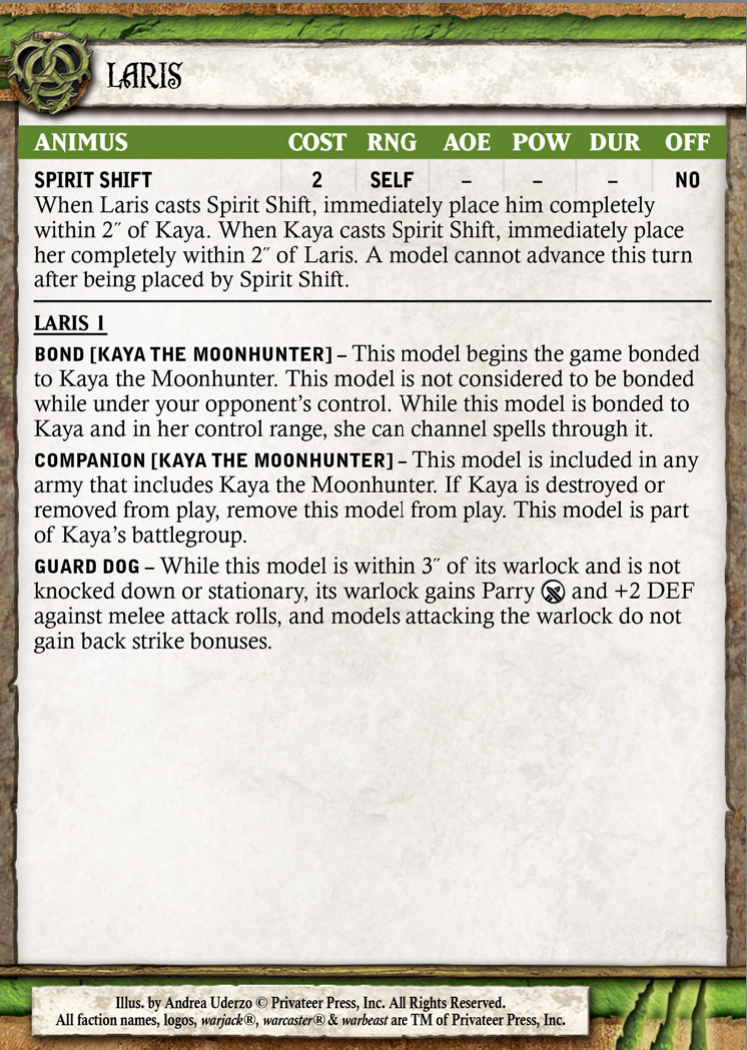 LARIS
ANIMUS COST RNG AOE POW DUR OFF
SPIRIT SHIFT 2 SELF – – – NO
When Laris casts Spirit Shift, immediately place him completely
within 2″ of Kaya. When Kaya casts Spirit Shift, immediately place
her completely within 2″ of Laris. A model cannot advance this turn
after being placed by Spirit Shift.
LARIS 1
BOND [KAYA THE MOONHUNTER] – This model begins the game bonded
to Kaya the Moonhunter. This model is not considered to be bonded
while under your opponent's control. While this model is bonded to
Kaya and in her control range, she can channel spells through it.
COMPANION [KAYA THE MOONHUNTER] – This model is included in any
army that includes Kaya the Moonhunter. If Kaya is destroyed or
removed from play, remove this model from play. This model is part
of Kaya's battlegroup.
GUARD DOG – While this model is within 3″ of its warlock and is not
knocked down or stationary, its warlock gains Parry and +2 DEF
against melee attack rolls, and models attacking the warlock do not
gain back strike bonuses.
Illus. by Andrea Uderzo © Privateer Press, Inc. All Rights Reserved.
All faction names, logos, warjack®, warcaster® & warbeast are TM of Privateer Press, Inc.